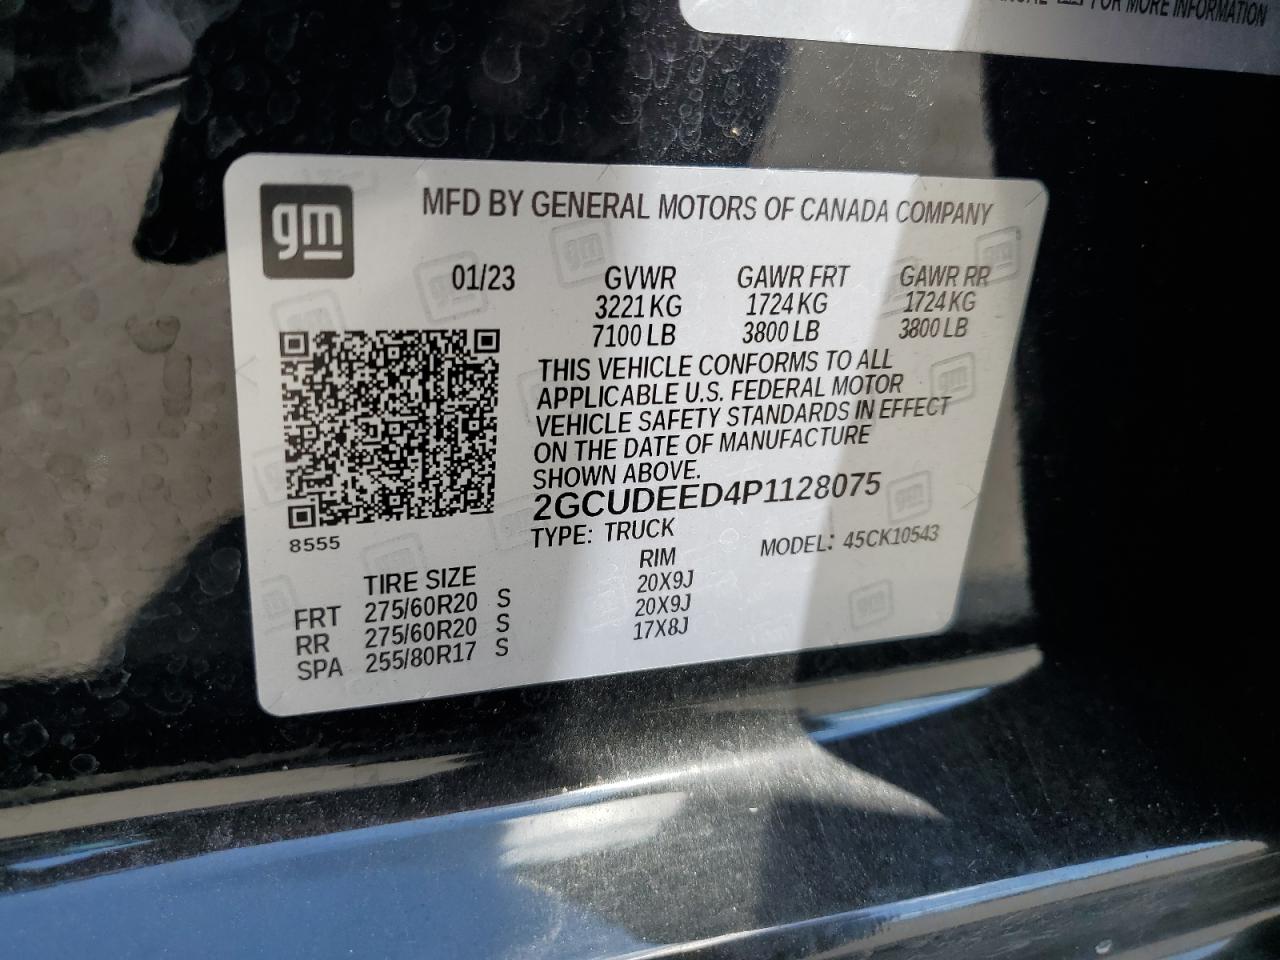 FOR MORE INFORMATION
gm
MFD BY GENERAL MOTORS OF CANADA COMPANY
01/23 GVWR GAWR FRT GAWR RR
3221 KG 1724 KG 1724 KG
7100 LB 3800 LB 3800 LB
THIS VEHICLE CONFORMS TO ALL
APPLICABLE U.S. FEDERAL MOTOR
VEHICLE SAFETY STANDARDS IN EFFECT
ON THE DATE OF MANUFACTURE
SHOWN ABOVE.
2GCUDEED4P1128075
8555
TYPE: TRUCK MODEL: 45CK10543
TIRE SIZE RIM
FRT 275/60R20 S 20X9J
RR 275/60R20 S 20X9J
SPA 255/80R17 S 17X8J